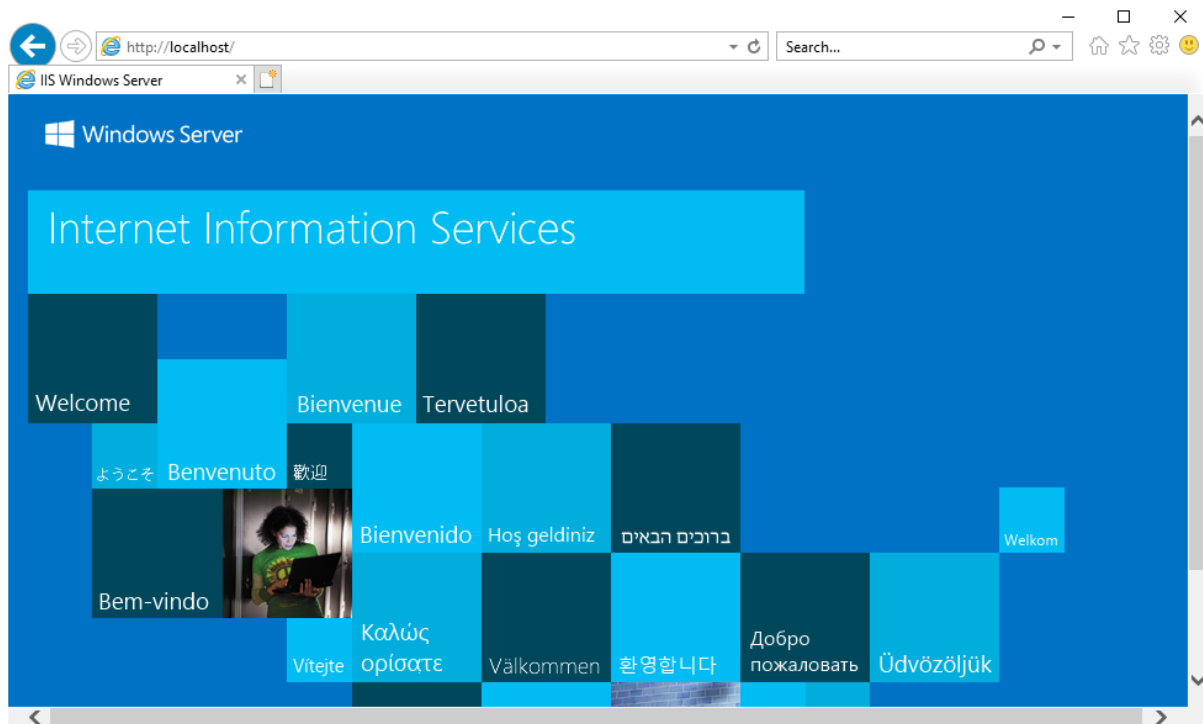 http://localhost/
Search...
IIS Windows Server
Windows Server
Internet Information Services
Welcome
Bienvenue
Tervetuloa
ようこそ
Benvenuto
歡迎
Bienvenido
Hoş geldiniz
ברוכים הבאים
Welkom
Bem-vindo
Vítejte
Καλώς
ορίσατε
Välkommen
환영합니다
Добро
пожаловать
Üdvözöljük